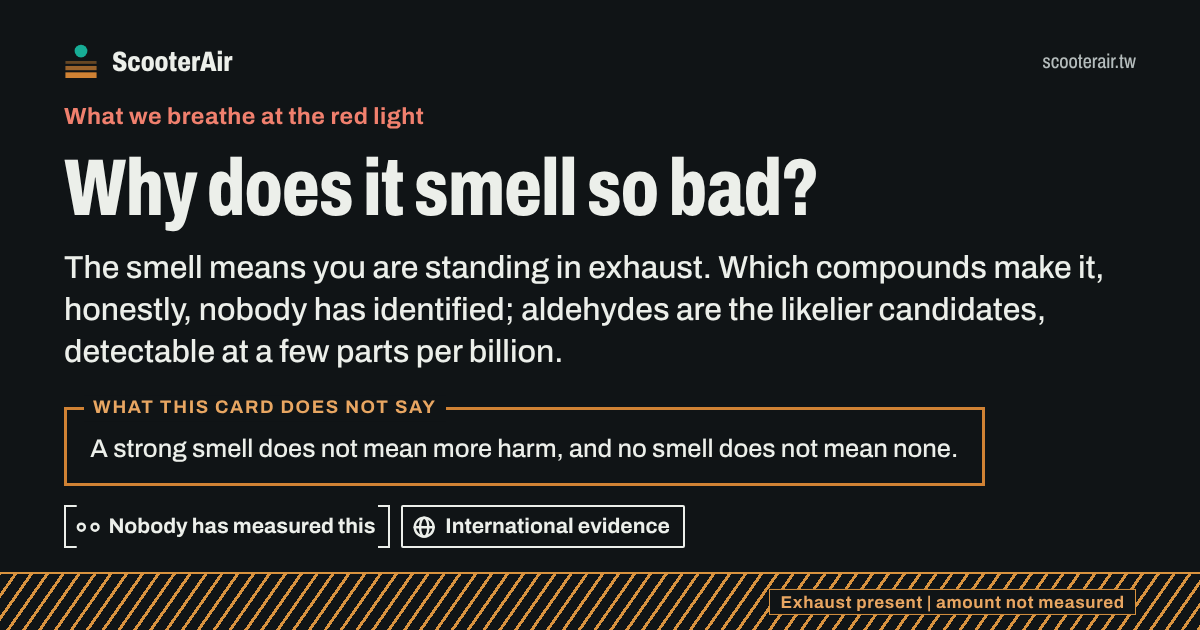 ScooterAir
scooterair.tw
What we breathe at the red light
Why does it smell so bad?
The smell means you are standing in exhaust. Which compounds make it,
honestly, nobody has identified; aldehydes are the likelier candidates,
detectable at a few parts per billion.
WHAT THIS CARD DOES NOT SAY
A strong smell does not mean more harm, and no smell does not mean none.
Nobody has measured this
International evidence
Exhaust present | amount not measured